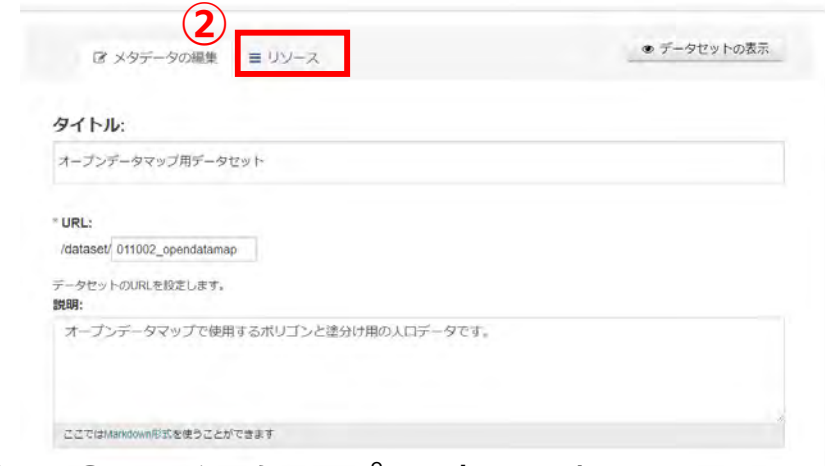 ②
メタデータの編集 リソース データセットの表示
タイトル:
オープンデータマップ用データセット
* URL:
/dataset/ 011002_opendatamap
データセットのURLを設定します。
説明:
オープンデータマップで使用するポリゴンと塗分け用の人口データです。
ここではMarkdown形式を使うことができます